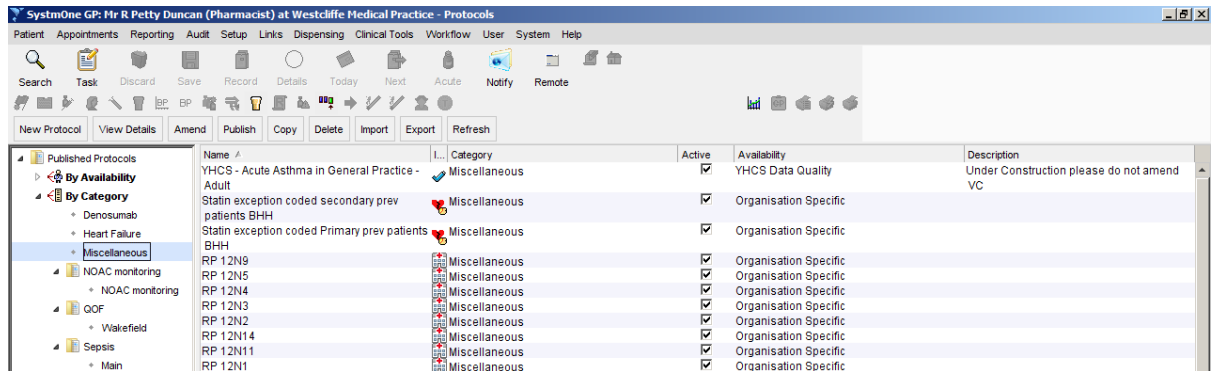 SystmOne GP: Mr R Petty Duncan (Pharmacist) at Westcliffe Medical Practice - Protocols
Patient Appointments Reporting Audit Setup Links Dispensing Clinical Tools Workflow User System Help
Search Task Discard Save Record Details Today Next Acute Notify Remote
BP BP
New Protocol View Details Amend Publish Copy Delete Import Export Refresh
Published Protocols
By Availability
By Category
Denosumab
Heart Failure
Miscellaneous
NOAC monitoring
NOAC monitoring
QOF
Wakefield
Sepsis
Main
Name I... Category Active Availability Description
YHCS - Acute Asthma in General Practice - Miscellaneous YHCS Data Quality Under Construction please do not amend
Adult VC
Statin exception coded secondary prev Miscellaneous Organisation Specific
patients BHH
Statin exception coded Primary prev patients Miscellaneous Organisation Specific
BHH
RP 12N9 Miscellaneous Organisation Specific
RP 12N5 Miscellaneous Organisation Specific
RP 12N4 Miscellaneous Organisation Specific
RP 12N3 Miscellaneous Organisation Specific
RP 12N2 Miscellaneous Organisation Specific
RP 12N14 Miscellaneous Organisation Specific
RP 12N11 Miscellaneous Organisation Specific
RP 12N1 Miscellaneous Organisation Specific